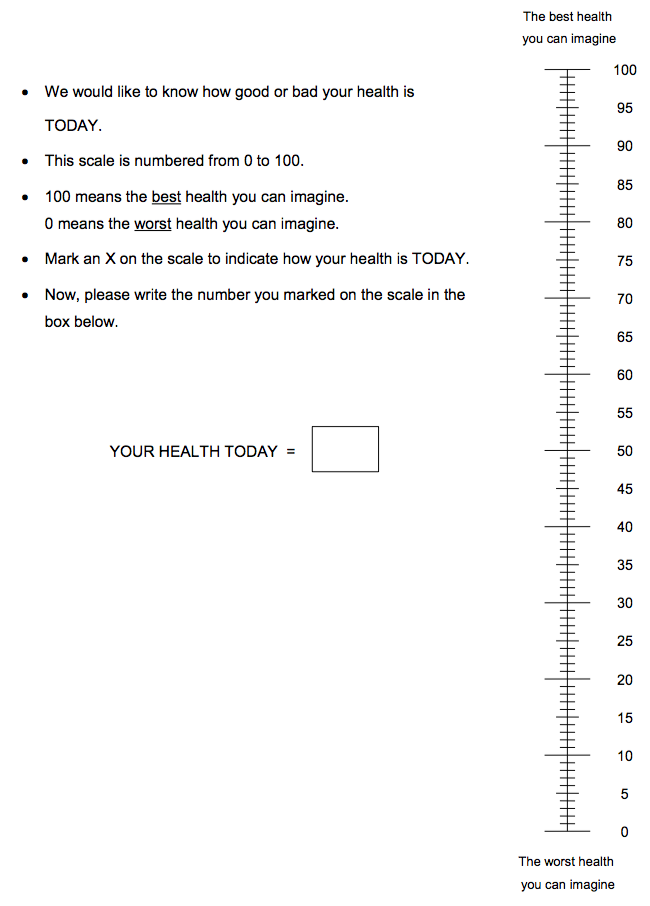 The best health
you can imagine
• We would like to know how good or bad your health is
TODAY.
• This scale is numbered from 0 to 100.
• 100 means the best health you can imagine.
0 means the worst health you can imagine.
• Mark an X on the scale to indicate how your health is TODAY.
• Now, please write the number you marked on the scale in the
box below.
YOUR HEALTH TODAY =
100
95
90
85
80
75
70
65
60
55
50
45
40
35
30
25
20
15
10
5
0
The worst health
you can imagine